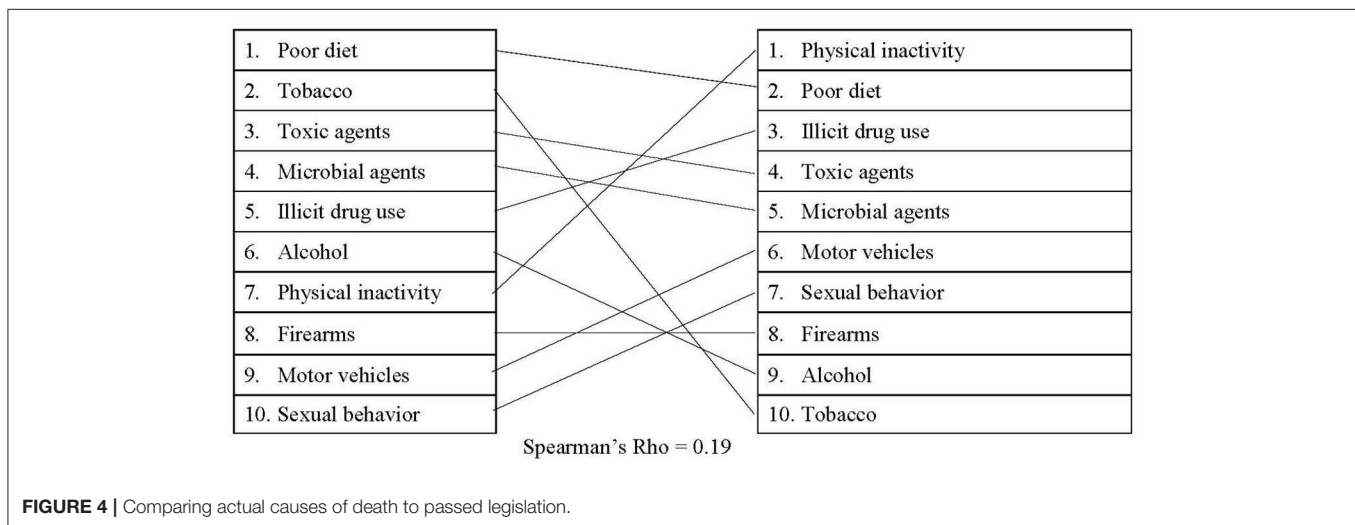 1. Poor diet
2. Tobacco
3. Toxic agents
4. Microbial agents
5. Illicit drug use
6. Alcohol
7. Physical inactivity
8. Firearms
9. Motor vehicles
10. Sexual behavior
1. Physical inactivity
2. Poor diet
3. Illicit drug use
4. Toxic agents
5. Microbial agents
6. Motor vehicles
7. Sexual behavior
8. Firearms
9. Alcohol
10. Tobacco
Spearman's Rho = 0.19
FIGURE 4 | Comparing actual causes of death to passed legislation.